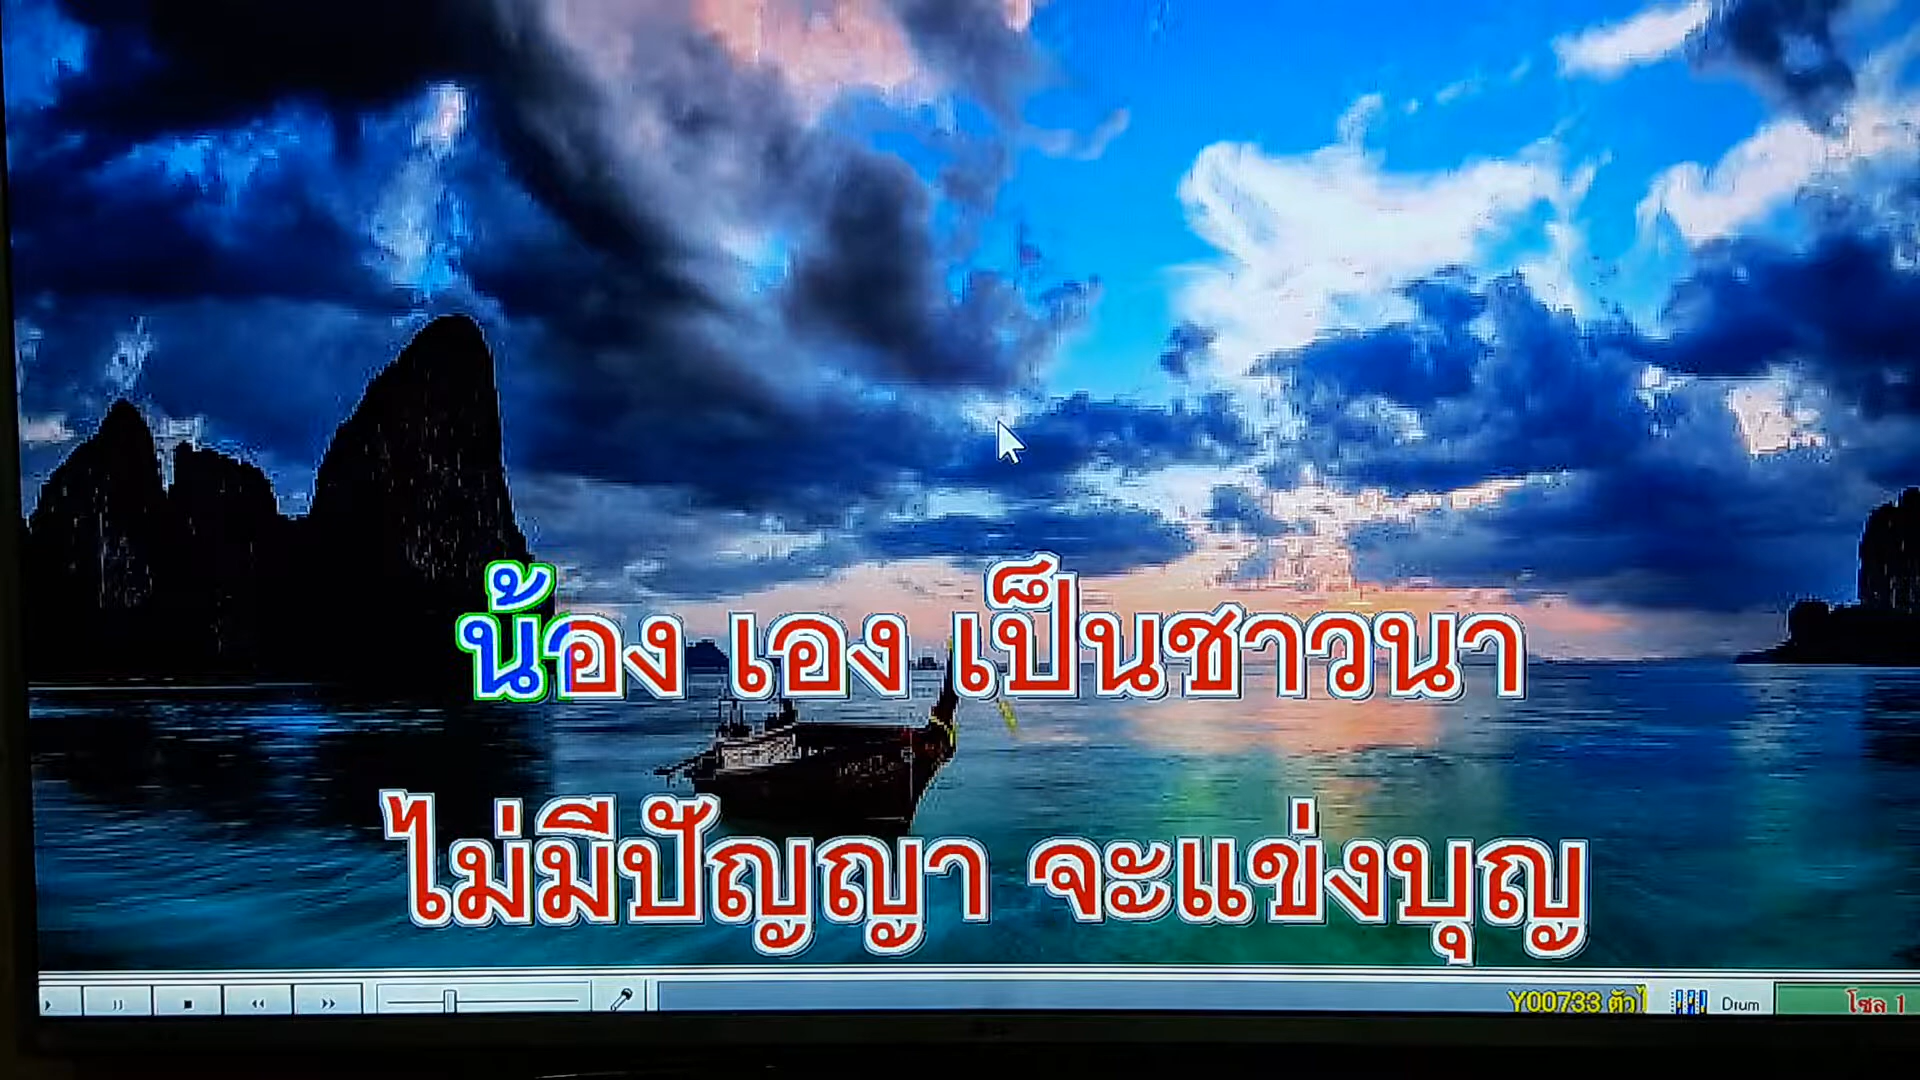 น้อง เอง เป็นชาวนา
ไม่มีปัญญา จะแข่งบุญ
Y00733 ตัวไ Drum โซล 1